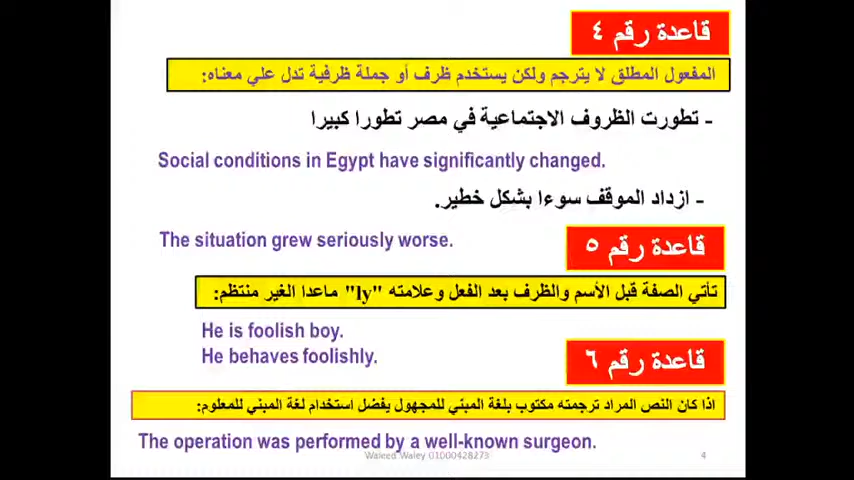 قاعدة رقم ٤
المفعول المطلق لا يترجم ولكن يستخدم ظرف أو جملة ظرفية تدل علي معناه:
- تطورت الظروف الاجتماعية في مصر تطورا كبيرا
Social conditions in Egypt have significantly changed.
- ازداد الموقف سوءا بشكل خطير.
The situation grew seriously worse.
قاعدة رقم ٥
تأتي الصفة قبل الأسم والظرف بعد الفعل وعلامته "ly" ماعدا الغير منتظم:
He is foolish boy.
He behaves foolishly.
قاعدة رقم ٦
اذا كان النص المراد ترجمته مكتوب بلغة المبني للمجهول يفضل استخدام لغة المبني للمعلوم:
The operation was performed by a well-known surgeon.
Waleed Waley 01000428273
4